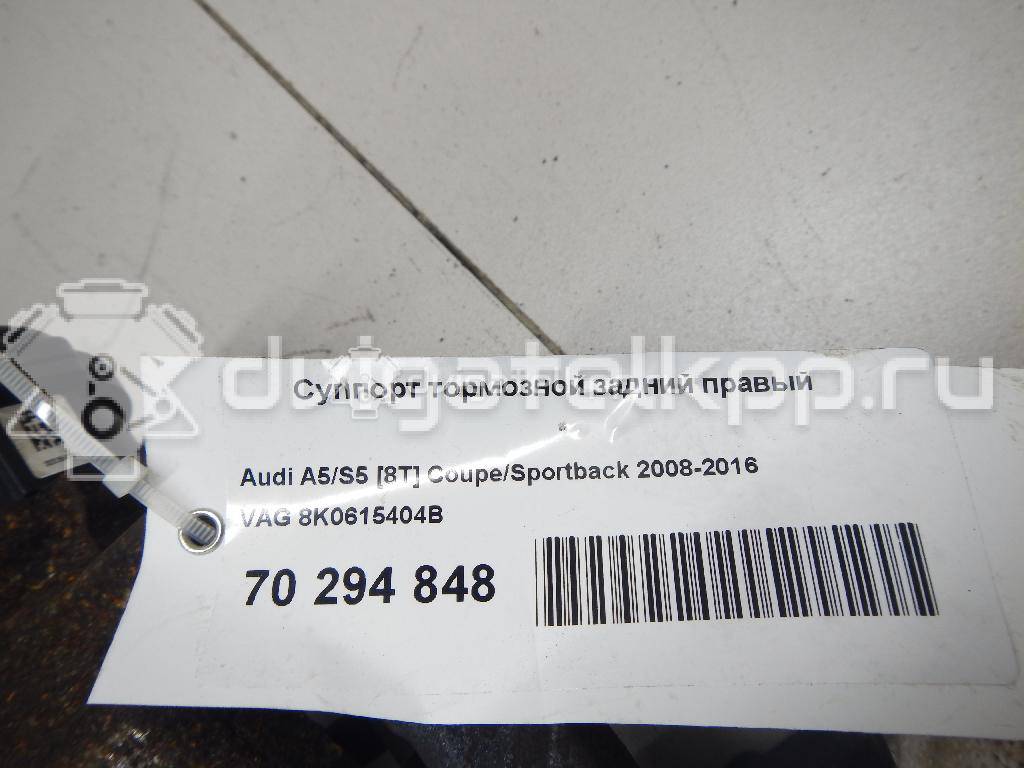 Суппорт тормозной задний правый
*
Audi A5/S5 [8T] Coupe/Sportback 2008-2016
VAG 8K0615404B
70 294 848
dvigatelkpp.ru